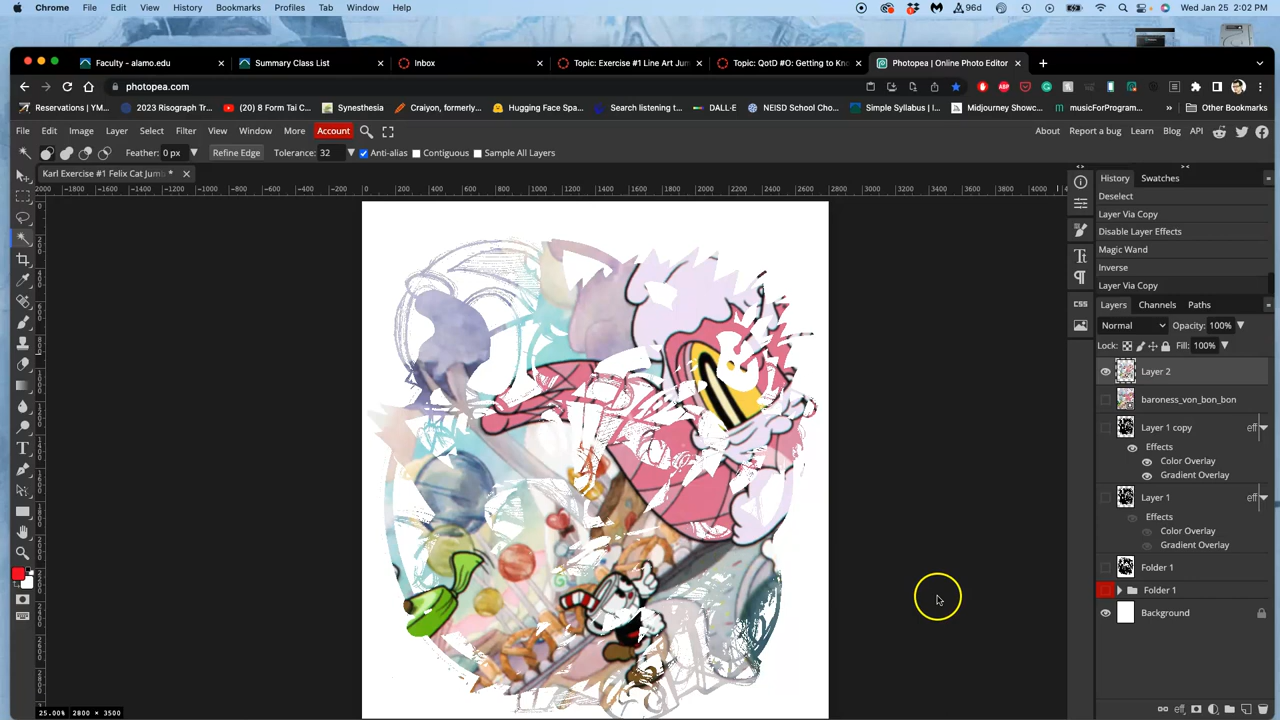 Chrome File Edit View History Bookmarks Profiles Tab Window Help 96d Wed Jan 25 2:02 PM
Faculty - alamo.edu Summary Class List Inbox Topic: Exercise #1 Line Art Jum Topic: QotD #O: Getting to Kno Photopea | Online Photo Editor
photopea.com
Reservations | YM... 2023 Risograph Tr... (20) 8 Form Tai C... Synesthesia Craiyon, formerly... Hugging Face Spa... Search listening t... DALL-E NEISD School Cho... Simple Syllabus | ... Midjourney Showc... musicForProgram... Other Bookmarks
File Edit Image Layer Select Filter View Window More Account About Report a bug Learn Blog API
Feather: 0 px Refine Edge Tolerance: 32 Anti-alias Contiguous Sample All Layers
Karl Exercise #1 Felix Cat Jumb *
History Swatches
Deselect
Layer Via Copy
Disable Layer Effects
Magic Wand
Inverse
Layer Via Copy
Layers Channels Paths
Normal Opacity: 100%
Lock: Fill: 100%
Layer 2
baroness_von_bon_bon
Layer 1 copy eff
Effects
Color Overlay
Gradient Overlay
Layer 1 eff
Effects
Color Overlay
Gradient Overlay
Folder 1
Folder 1
Background
CSS
25.00% 2800 × 3500
eff